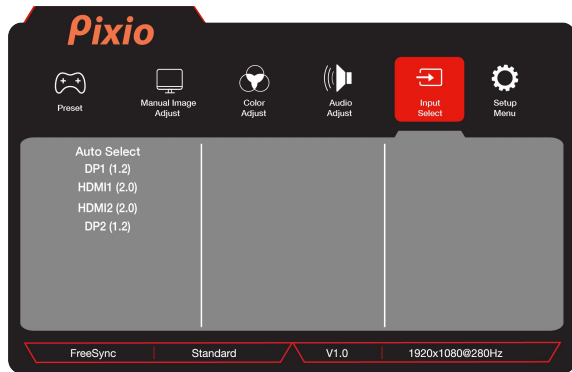 Pixio
Preset
Manual Image
Adjust
Color
Adjust
Audio
Adjust
Input
Select
Setup
Menu
Auto Select
DP1 (1.2)
HDMI1 (2.0)
HDMI2 (2.0)
DP2 (1.2)
FreeSync Standard V1.0 1920x1080@280Hz